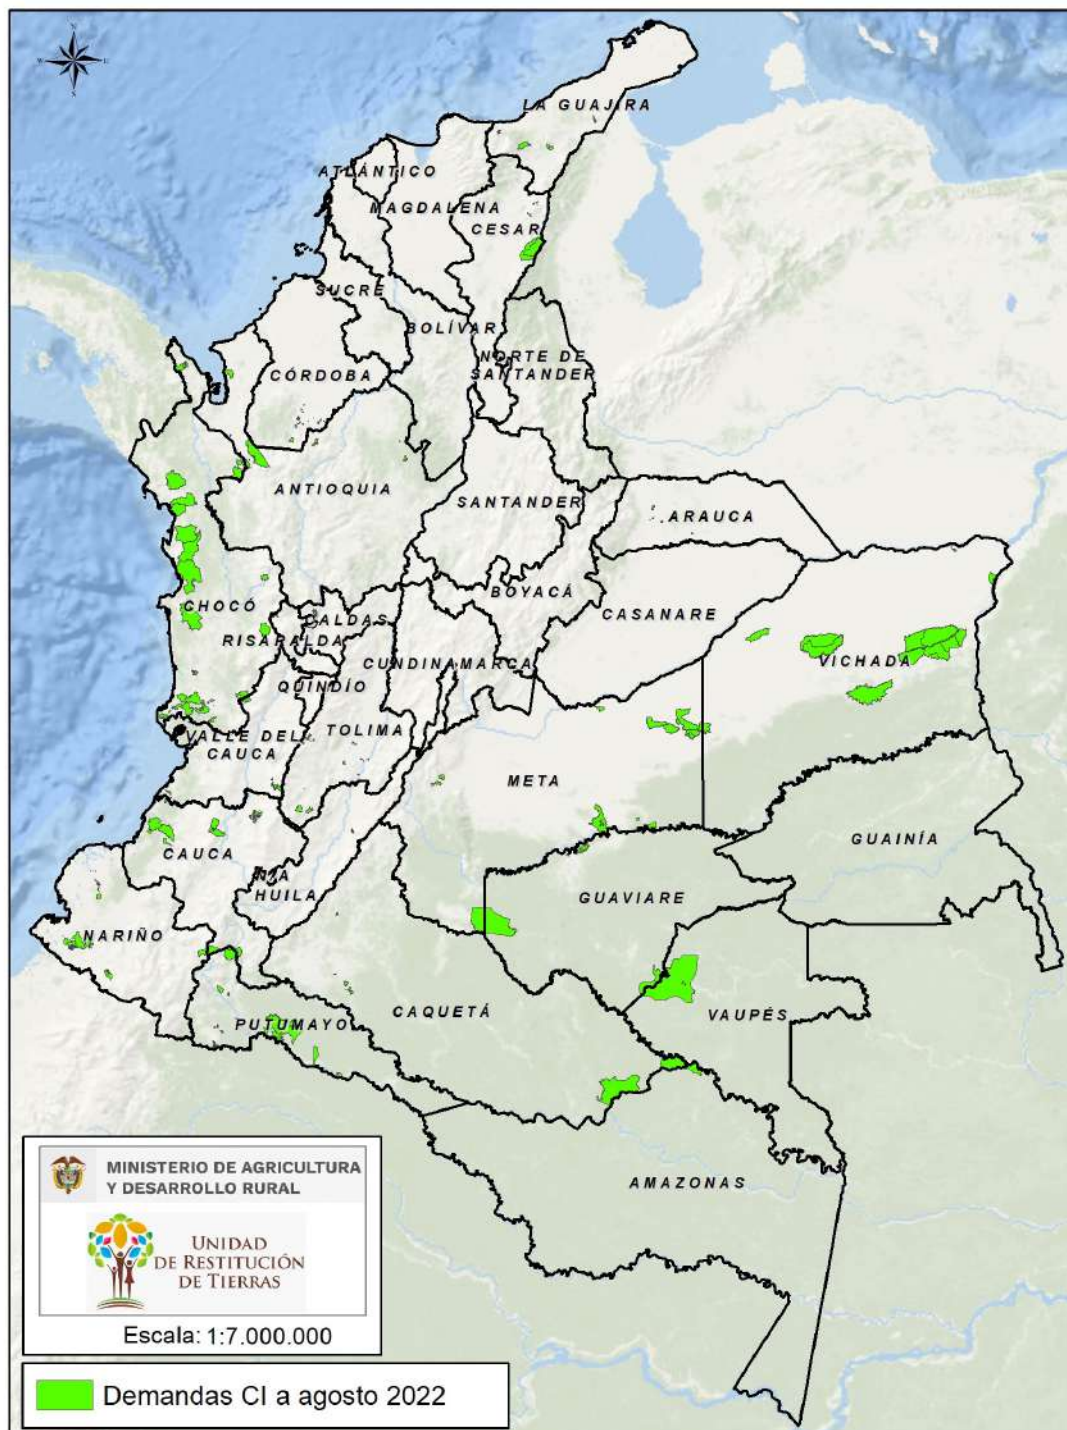 N
LA GUAJIRA
ATLÁNTICO
MAGDALENA
CESAR
SUCRE
BOLÍVAR
NORTE DE
SANTANDER
CÓRDOBA
ANTIOQUIA
SANTANDER
ARAUCA
BOYACÁ
CASANARE
CHOCÓ
CALDAS
RISARALDA
CUNDINAMARCA
VICHADA
QUINDÍO
TOLIMA
VALLE DEL
CAUCA
META
CAUCA
GUAINÍA
HUILA
GUAVIARE
NARIÑO
CAQUETÁ
VAUPÉS
PUTUMAYO
AMAZONAS
MINISTERIO DE AGRICULTURA
Y DESARROLLO RURAL
UNIDAD
DE RESTITUCIÓN
DE TIERRAS
Escala: 1:7.000.000
Demandas CI a agosto 2022